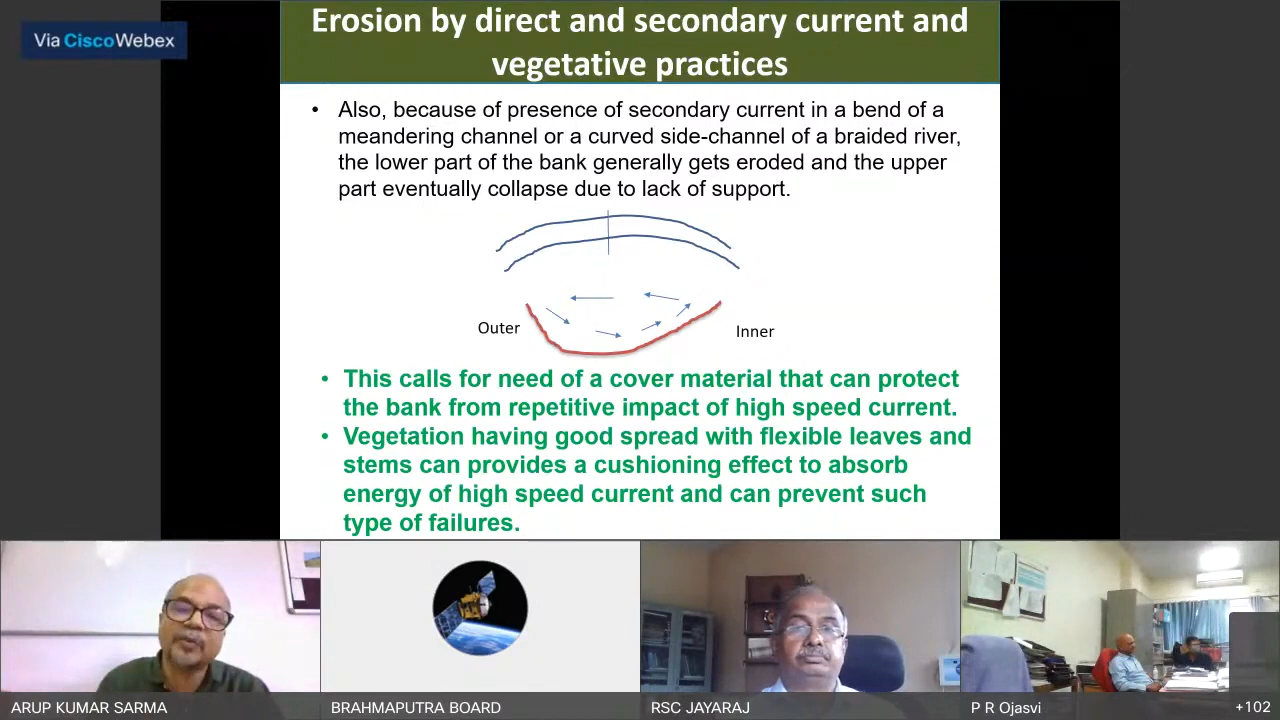 Via Cisco Webex
Erosion by direct and secondary current and
vegetative practices
• Also, because of presence of secondary current in a bend of a
meandering channel or a curved side-channel of a braided river,
the lower part of the bank generally gets eroded and the upper
part eventually collapse due to lack of support.
Outer
Inner
• This calls for need of a cover material that can protect
the bank from repetitive impact of high speed current.
• Vegetation having good spread with flexible leaves and
stems can provides a cushioning effect to absorb
energy of high speed current and can prevent such
type of failures.
ARUP KUMAR SARMA
BRAHMAPUTRA BOARD
RSC JAYARAJ
P R Ojasvi
+102